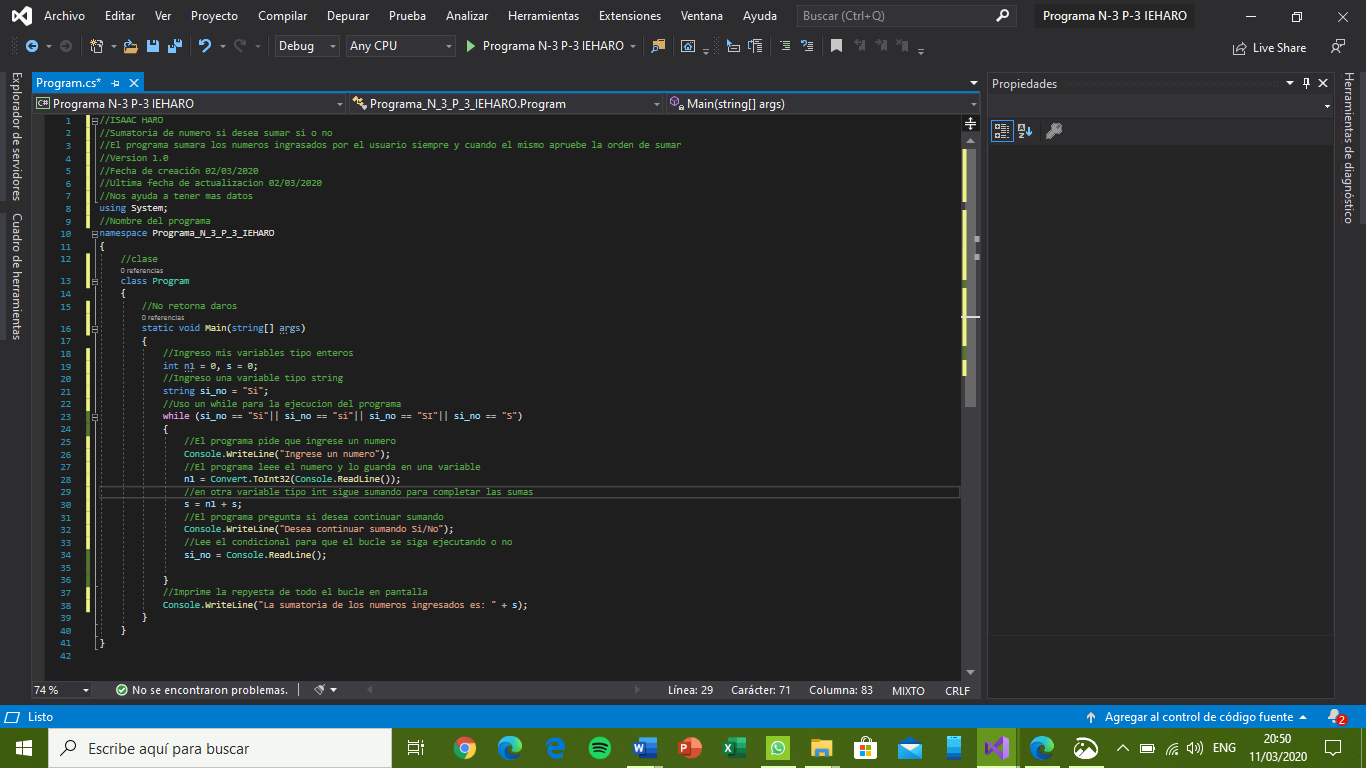 Archivo Editar Ver Proyecto Compilar Depurar Prueba Analizar Herramientas Extensiones Ventana Ayuda Buscar (Ctrl+Q) Programa N-3 P-3 IEHARO
Debug Any CPU Programa N-3 P-3 IEHARO Live Share
Explorador de servidores
Cuadro de herramientas
Program.cs*
C# Programa N-3 P-3 IEHARO Programa_N_3_P_3_IEHARO.Program Main(string[] args)
1 //ISAAC HARO
2 //Sumatoria de numero si desea sumar si o no
3 //El programa sumara los numeros ingrasados por el usuario siempre y cuando el mismo apruebe la orden de sumar
4 //Version 1.0
5 //Fecha de creación 02/03/2020
6 //Ultima fecha de actualizacion 02/03/2020
7 //Nos ayuda a tener mas datos
8 using System;
9 //Nombre del programa
10 namespace Programa_N_3_P_3_IEHARO
11 {
12 //clase
0 referencias
13 class Program
14 {
15 //No retorna daros
0 referencias
16 static void Main(string[] args)
17 {
18 //Ingreso mis variables tipo enteros
19 int n1 = 0, s = 0;
20 //Ingreso una variable tipo string
21 string si_no = "Si";
22 //Uso un while para la ejecucion del programa
23 while (si_no == "Si"|| si_no == "si"|| si_no == "SI"|| si_no == "S")
24 {
25 //El programa pide que ingrese un numero
26 Console.WriteLine("Ingrese un numero");
27 //El programa leee el numero y lo guarda en una variable
28 n1 = Convert.ToInt32(Console.ReadLine());
29 //en otra variable tipo int sigue sumando para completar las sumas
30 s = n1 + s;
31 //El programa pregunta si desea continuar sumando
32 Console.WriteLine("Desea continuar sumando Si/No");
33 //Lee el condicional para que el bucle se siga ejecutando o no
34 si_no = Console.ReadLine();
35
36 }
37 //Imprime la repyesta de todo el bucle en pantalla
38 Console.WriteLine("La sumatoria de los numeros ingresados es: " + s);
39 }
40 }
41 }
42
74 % No se encontraron problemas. Línea: 29 Carácter: 71 Columna: 83 MIXTO CRLF
Propiedades
Herramientas de diagnóstico
Listo Agregar al control de código fuente 2
Escribe aquí para buscar ENG 20:50
11/03/2020